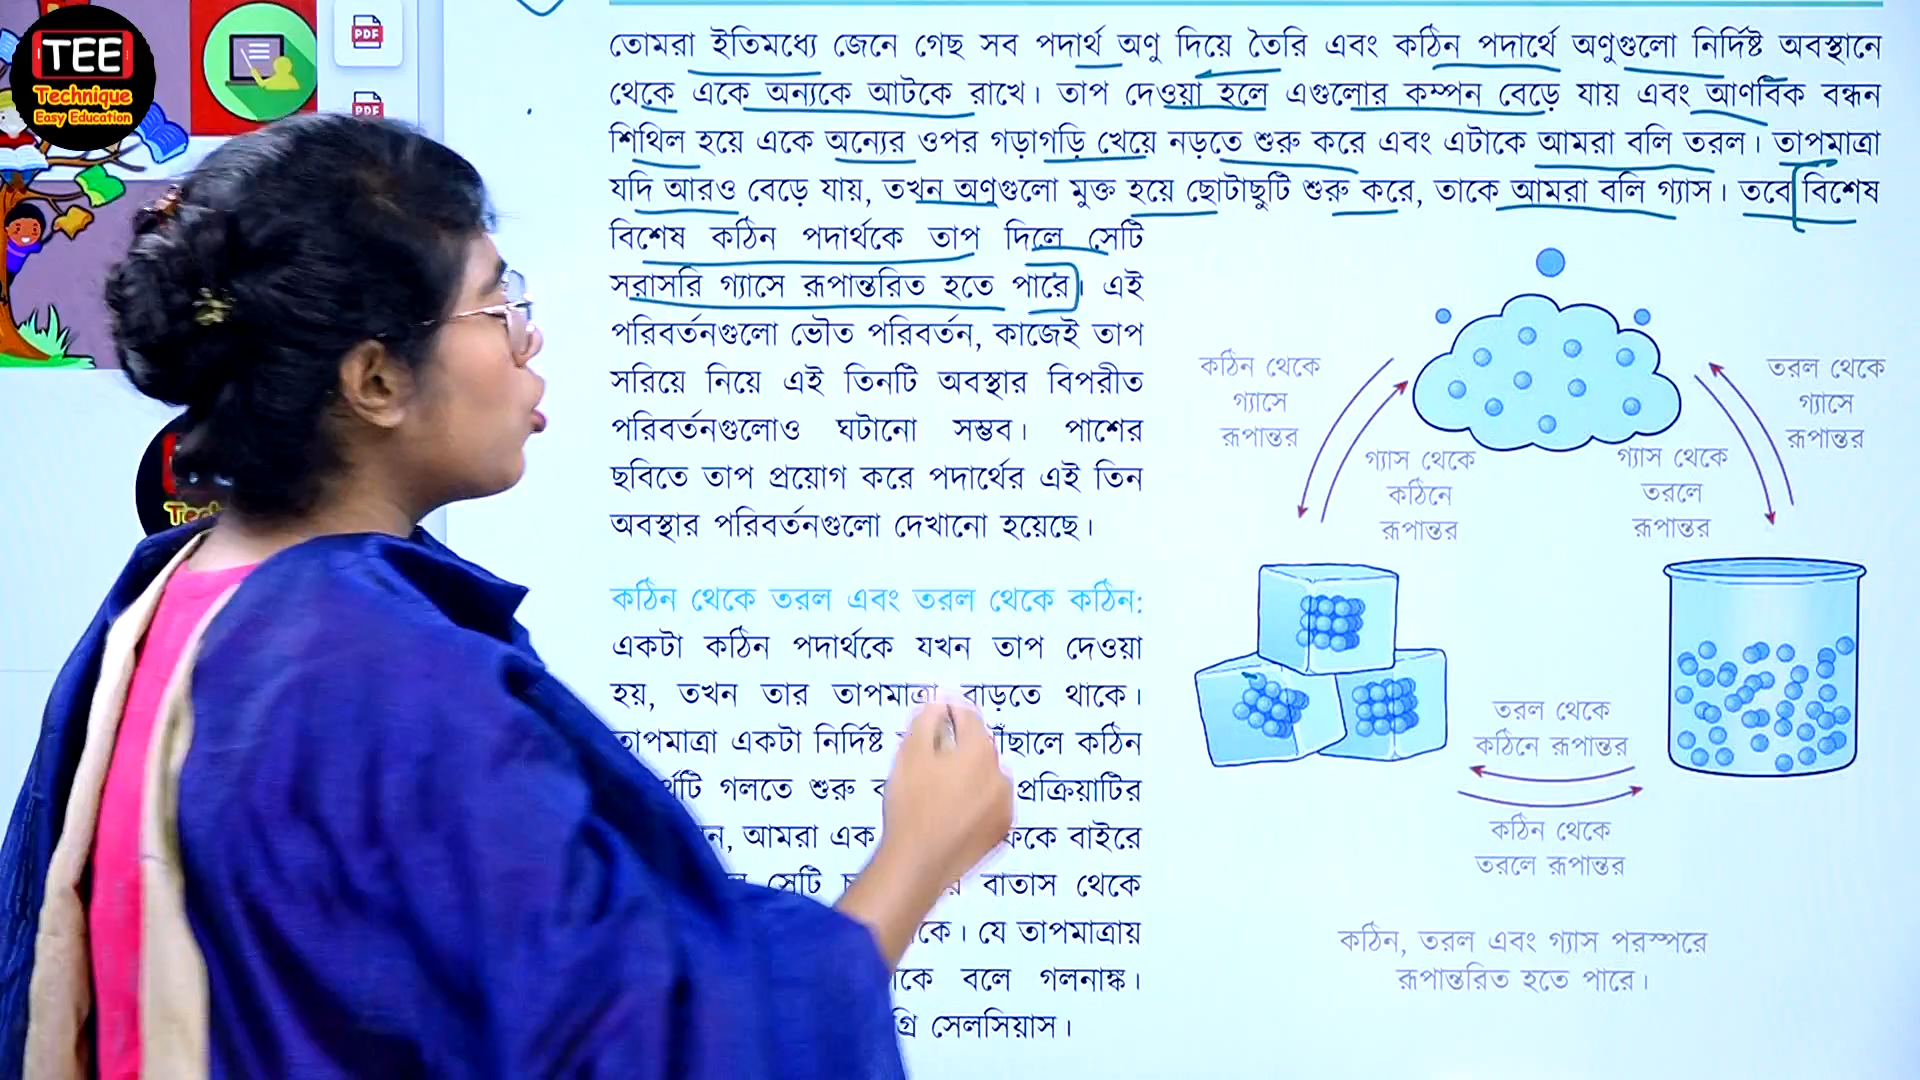 TEE
Technique
Easy Education
PDF
PDF
তোমরা ইতিমধ্যে জেনে গেছ সব পদার্থ অণু দিয়ে তৈরি এবং কঠিন পদার্থে অণুগুলো নির্দিষ্ট অবস্থানে
থেকে একে অন্যকে আটকে রাখে। তাপ দেওয়া হলে এগুলোর কম্পন বেড়ে যায় এবং আণবিক বন্ধন
শিথিল হয়ে একে অন্যের ওপর গড়াগড়ি খেয়ে নড়তে শুরু করে এবং এটাকে আমরা বলি তরল। তাপমাত্রা
যদি আরও বেড়ে যায়, তখন অণুগুলো মুক্ত হয়ে ছোটাছুটি শুরু করে, তাকে আমরা বলি গ্যাস। তবে বিশেষ
বিশেষ কঠিন পদার্থকে তাপ দিলে সেটি
সরাসরি গ্যাসে রূপান্তরিত হতে পারে। এই
পরিবর্তনগুলো ভৌত পরিবর্তন, কাজেই তাপ
সরিয়ে নিয়ে এই তিনটি অবস্থার বিপরীত
পরিবর্তনগুলোও ঘটানো সম্ভব। পাশের
ছবিতে তাপ প্রয়োগ করে পদার্থের এই তিন
অবস্থার পরিবর্তনগুলো দেখানো হয়েছে।
কঠিন থেকে তরল এবং তরল থেকে কঠিন:
একটা কঠিন পদার্থকে যখন তাপ দেওয়া
হয়, তখন তার তাপমাত্রা বাড়তে থাকে।
তাপমাত্রা একটা নির্দিষ্ট কঠিন
গলতে শুরু প্রক্রিয়াটির
আমরা এক বাইরে
সেটি বাতাস থেকে
যে তাপমাত্রায়
বলে গলনাঙ্ক।
সেলসিয়াস।
কঠিন থেকে
গ্যাসে
রূপান্তর
গ্যাস থেকে
কঠিনে
রূপান্তর
তরল থেকে
গ্যাসে
রূপান্তর
গ্যাস থেকে
তরলে
রূপান্তর
তরল থেকে
কঠিনে রূপান্তর
কঠিন থেকে
তরলে রূপান্তর
কঠিন, তরল এবং গ্যাস পরস্পরে
রূপান্তরিত হতে পারে।